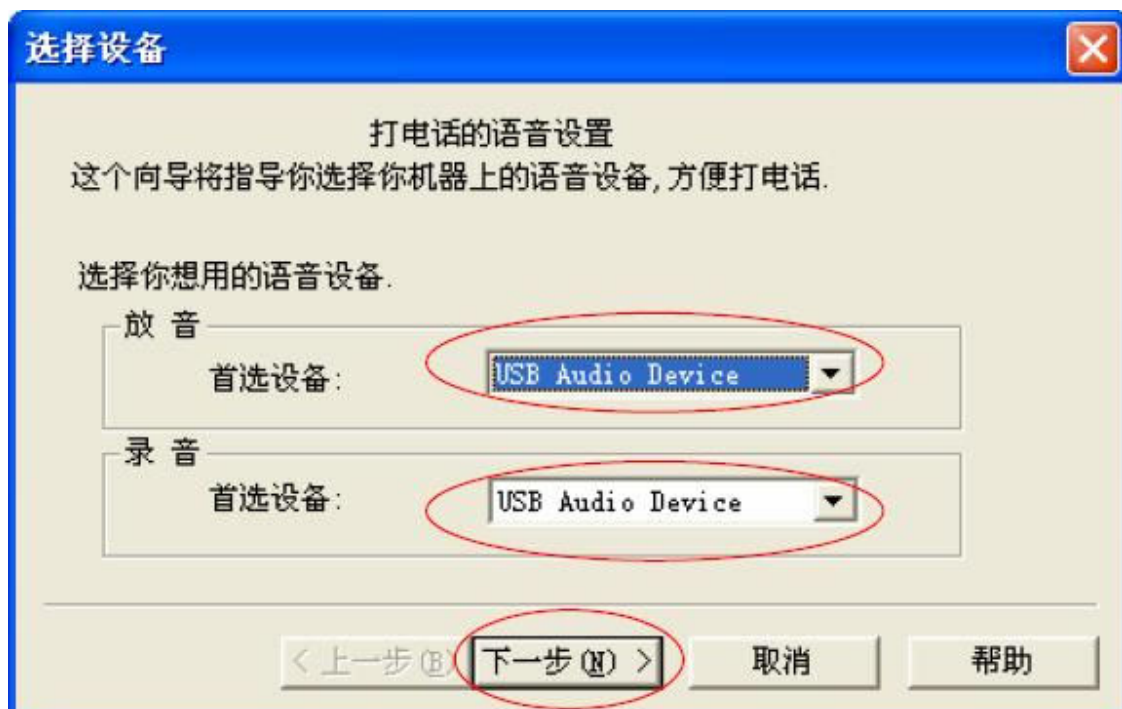 选择设备
打电话的语音设置
这个向导将指导你选择你机器上的语音设备,方便打电话.
选择你想用的语音设备.
放 音
首选设备: USB Audio Device
录 音
首选设备: USB Audio Device
< 上一步(B) 下一步(N) > 取消 帮助